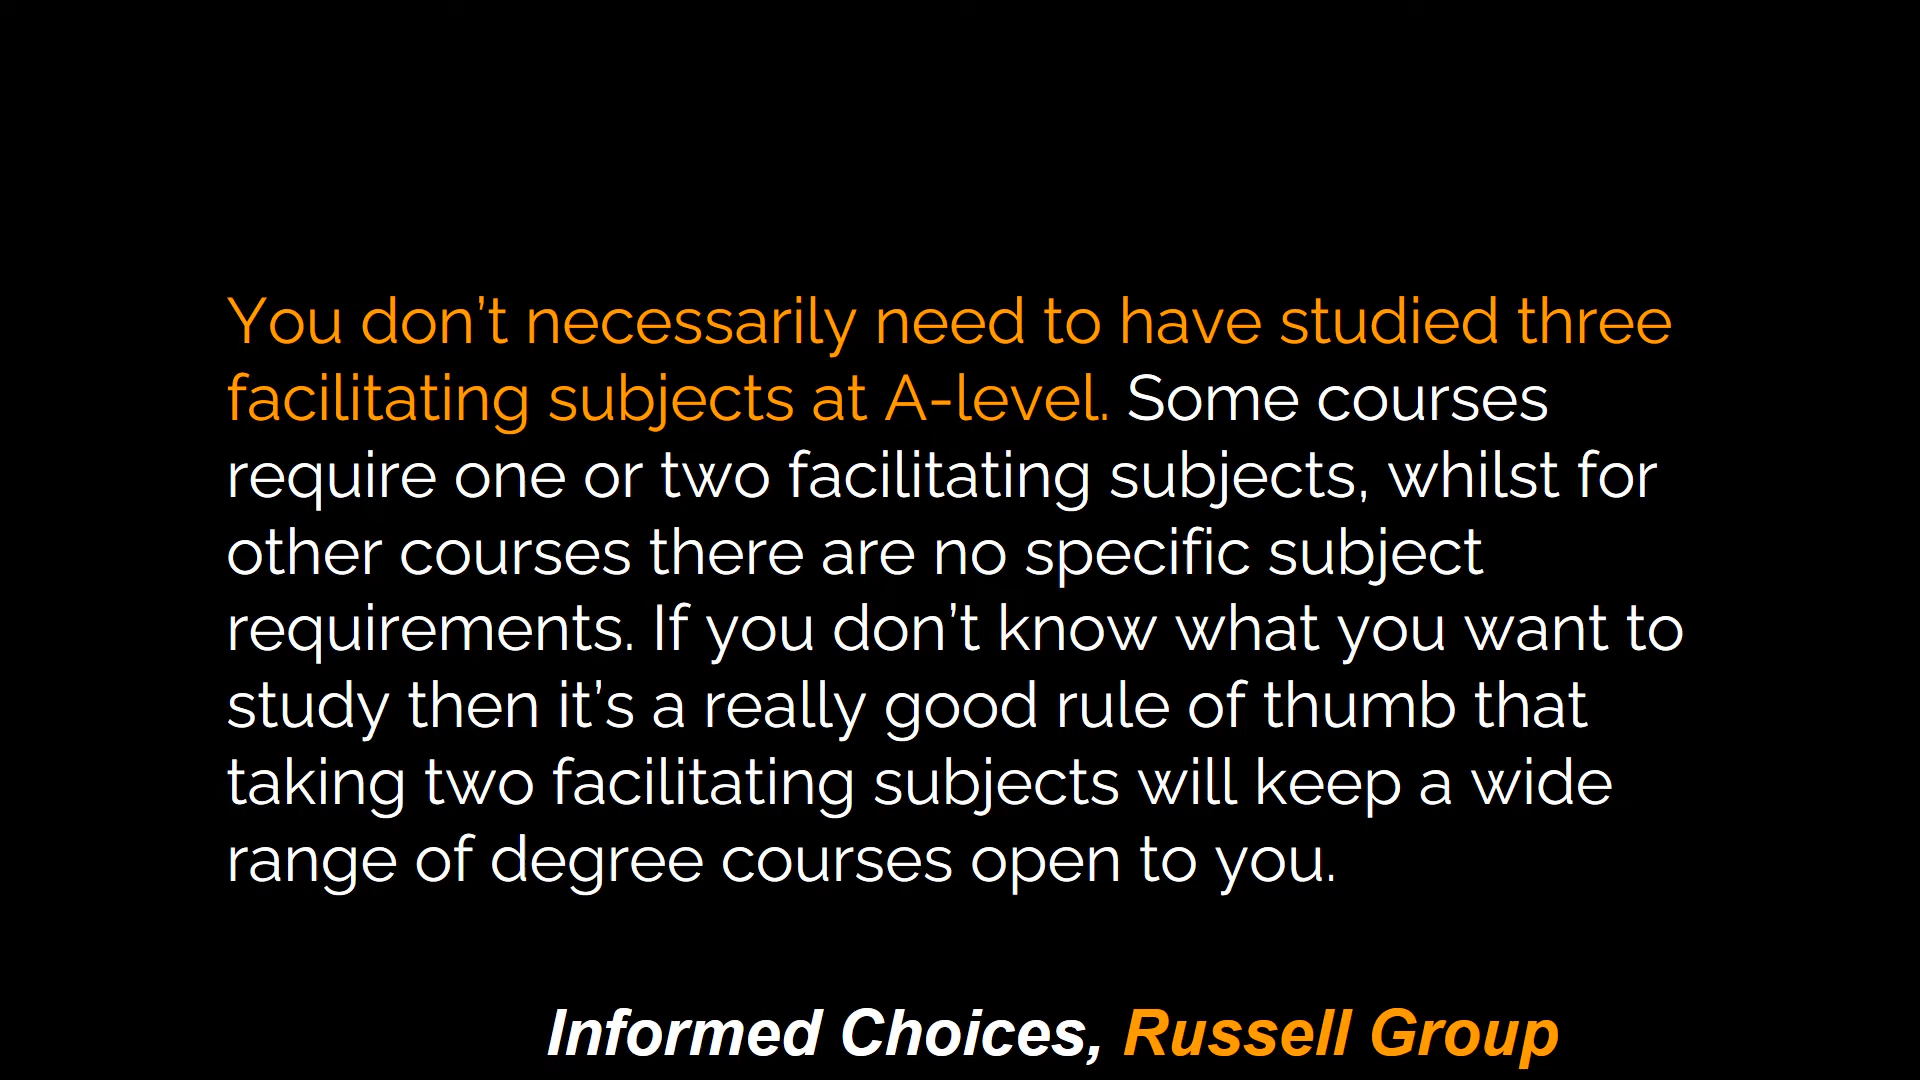 You don’t necessarily need to have studied three
facilitating subjects at A-level. Some courses
require one or two facilitating subjects, whilst for
other courses there are no specific subject
requirements. If you don’t know what you want to
study then it’s a really good rule of thumb that
taking two facilitating subjects will keep a wide
range of degree courses open to you.
Informed Choices, Russell Group